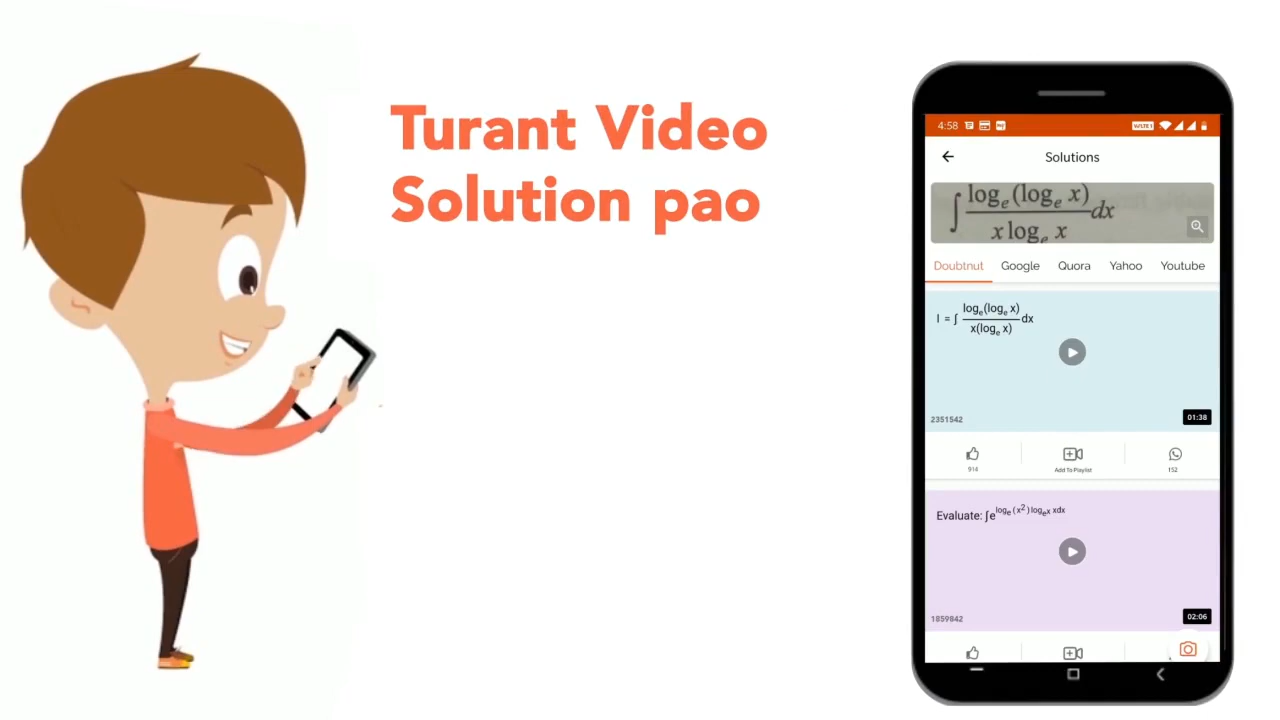 Turant Video
Solution pao
4:58
VoLTE1
Solutions
∫ logₑ(logₑ x) / x logₑ x dx
Doubtnut Google Quora Yahoo Youtube
I = ∫ logₑ(logₑ x) / x(logₑ x) dx
2351542 01:38
914 Add To Playlist 152
Evaluate: ∫e^logₑ(x²)logₑx xdx
1859842 02:06